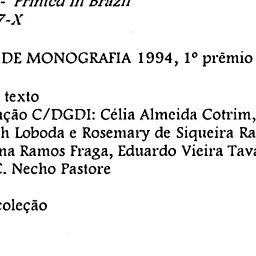 - Printed in Brazil
7-X
DE MONOGRAFIA 1994, 1º prêmio
texto
ção C/DGDI: Célia Almeida Cotrim,
h Loboda e Rosemary de Siqueira Ra
na Ramos Fraga, Eduardo Vieira Tava
C. Necho Pastore
coleção